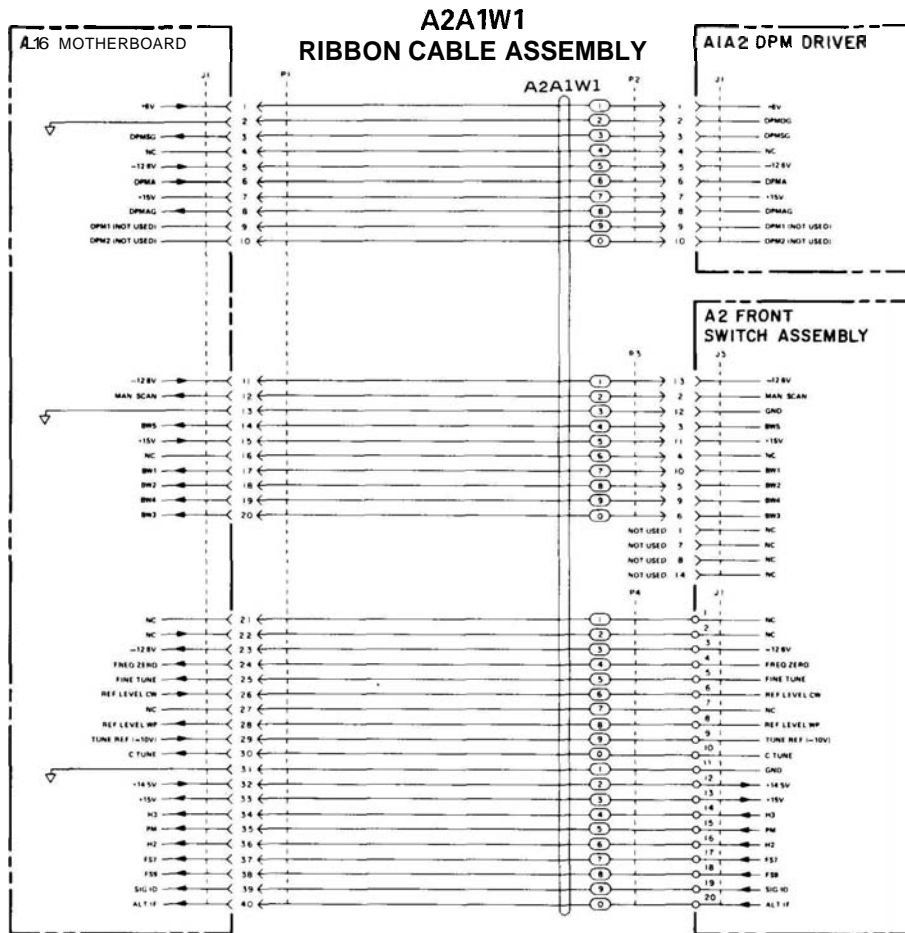 A2A1W1
RIBBON CABLE ASSEMBLY
A16 MOTHERBOARD
A1A2 DPM DRIVER
J1 P1 A2A1W1 P2 J1
+6V 1 1 1 +6V
2 2 2 DPMDG
DPMSG 3 3 3 DPMSG
NC 4 4 4 NC
-12.6V 5 5 5 -12.6V
DPMA 6 6 6 DPMA
+15V 7 7 7 +15V
DPMAG 8 8 8 DPMAG
DPM1 (NOT USED) 9 9 9 DPM1 (NOT USED)
DPM2 (NOT USED) 10 0 10 DPM2 (NOT USED)
A2 FRONT
SWITCH ASSEMBLY
P3 J3
-12.6V 11 1 13 -12.6V
MAN SCAN 12 2 2 MAN SCAN
13 3 12 GND
BW5 14 4 3 BW5
+15V 15 5 11 +15V
NC 16 6 4 NC
BW1 17 7 10 BW1
BW2 18 8 5 BW2
BW4 19 9 9 BW4
BW3 20 0 6 BW3
NOT USED 1 NC
NOT USED 7 NC
NOT USED 8 NC
NOT USED 14 NC
P4 J1
NC 21 1 1 NC
NC 22 2 2 NC
-12.6V 23 3 3 -12.6V
FREQ ZERO 24 4 4 FREQ ZERO
FINE TUNE 25 5 5 FINE TUNE
REF LEVEL CW 26 6 6 REF LEVEL CW
NC 27 7 7 NC
REF LEVEL WP 28 8 8 REF LEVEL WP
TUNE REF (-10V) 29 9 9 TUNE REF (-10V)
C TUNE 30 0 10 C TUNE
31 1 11 GND
+14.5V 32 2 12 +14.5V
+15V 33 3 13 +15V
H3 34 4 14 H3
PM 35 5 15 PM
H2 36 6 16 H2
FS7 37 7 17 FS7
FS8 38 8 18 FS8
SIG ID 39 9 19 SIG ID
ALT IF 40 0 20 ALT IF